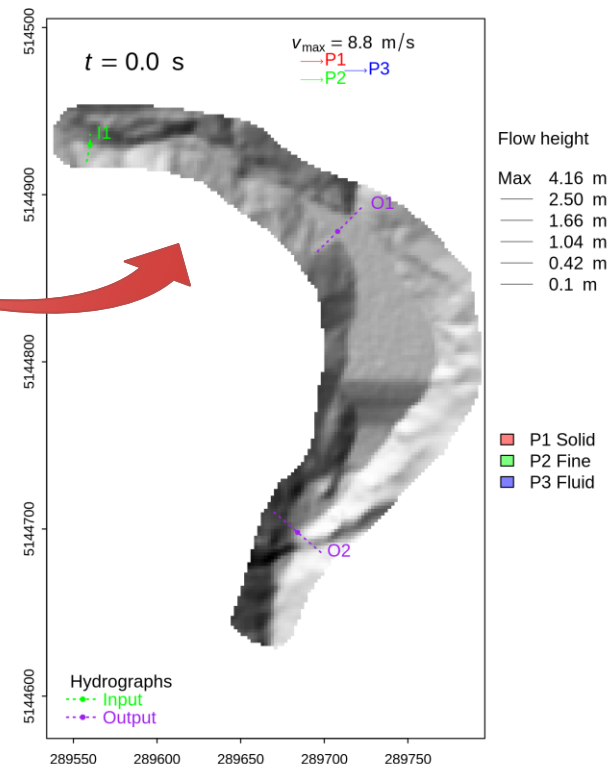 t = 0.0 s
vmax = 8.8 m/s
P1
P2 P3
I1
O1
O2
Hydrographs
Input
Output
5144500
5144900
5144800
5144700
5144600
289550 289600 289650 289700 289750
Flow height
Max 4.16 m
2.50 m
1.66 m
1.04 m
0.42 m
0.1 m
P1 Solid
P2 Fine
P3 Fluid